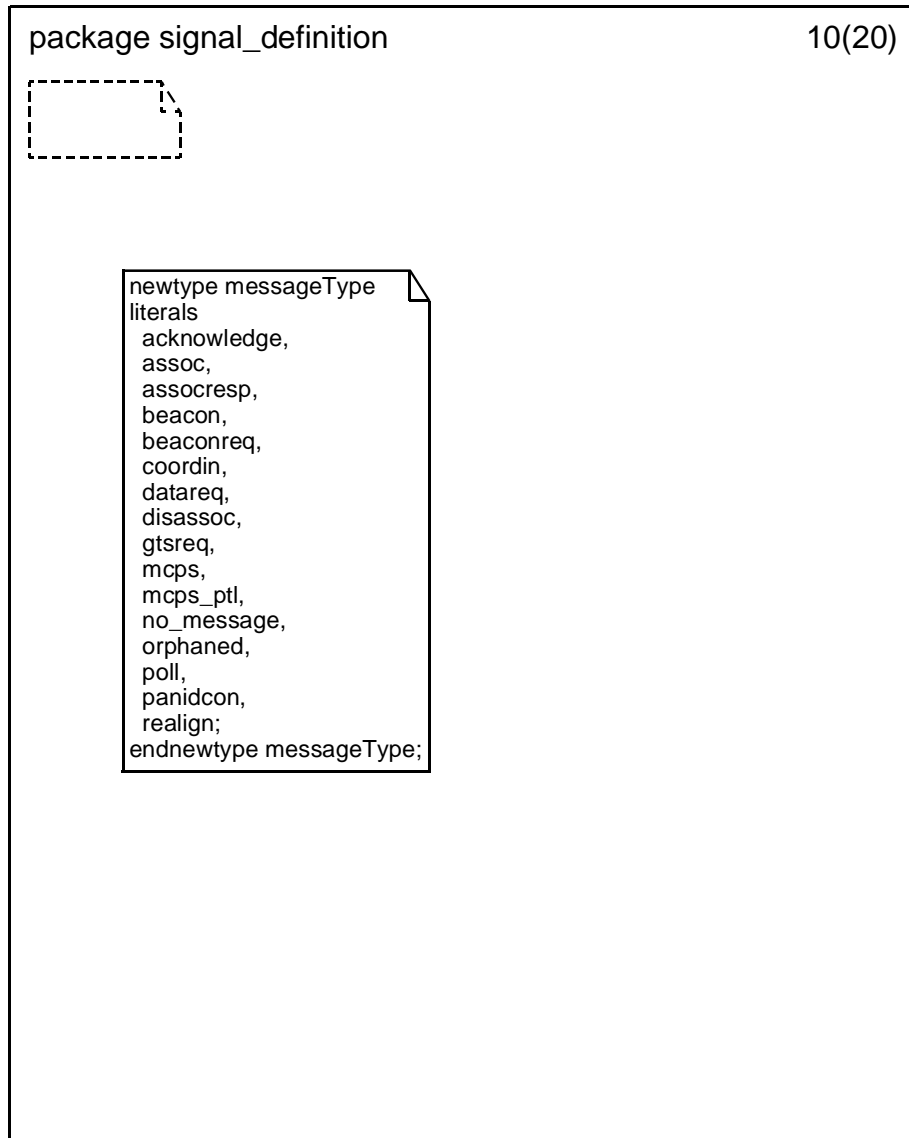 package signal_definition 10(20)
newtype messageType
literals
acknowledge,
assoc,
assocresp,
beacon,
beaconreq,
coordin,
datareq,
disassoc,
gtsreq,
mcps,
mcps_ptl,
no_message,
orphaned,
poll,
panidcon,
realign;
endnewtype messageType;